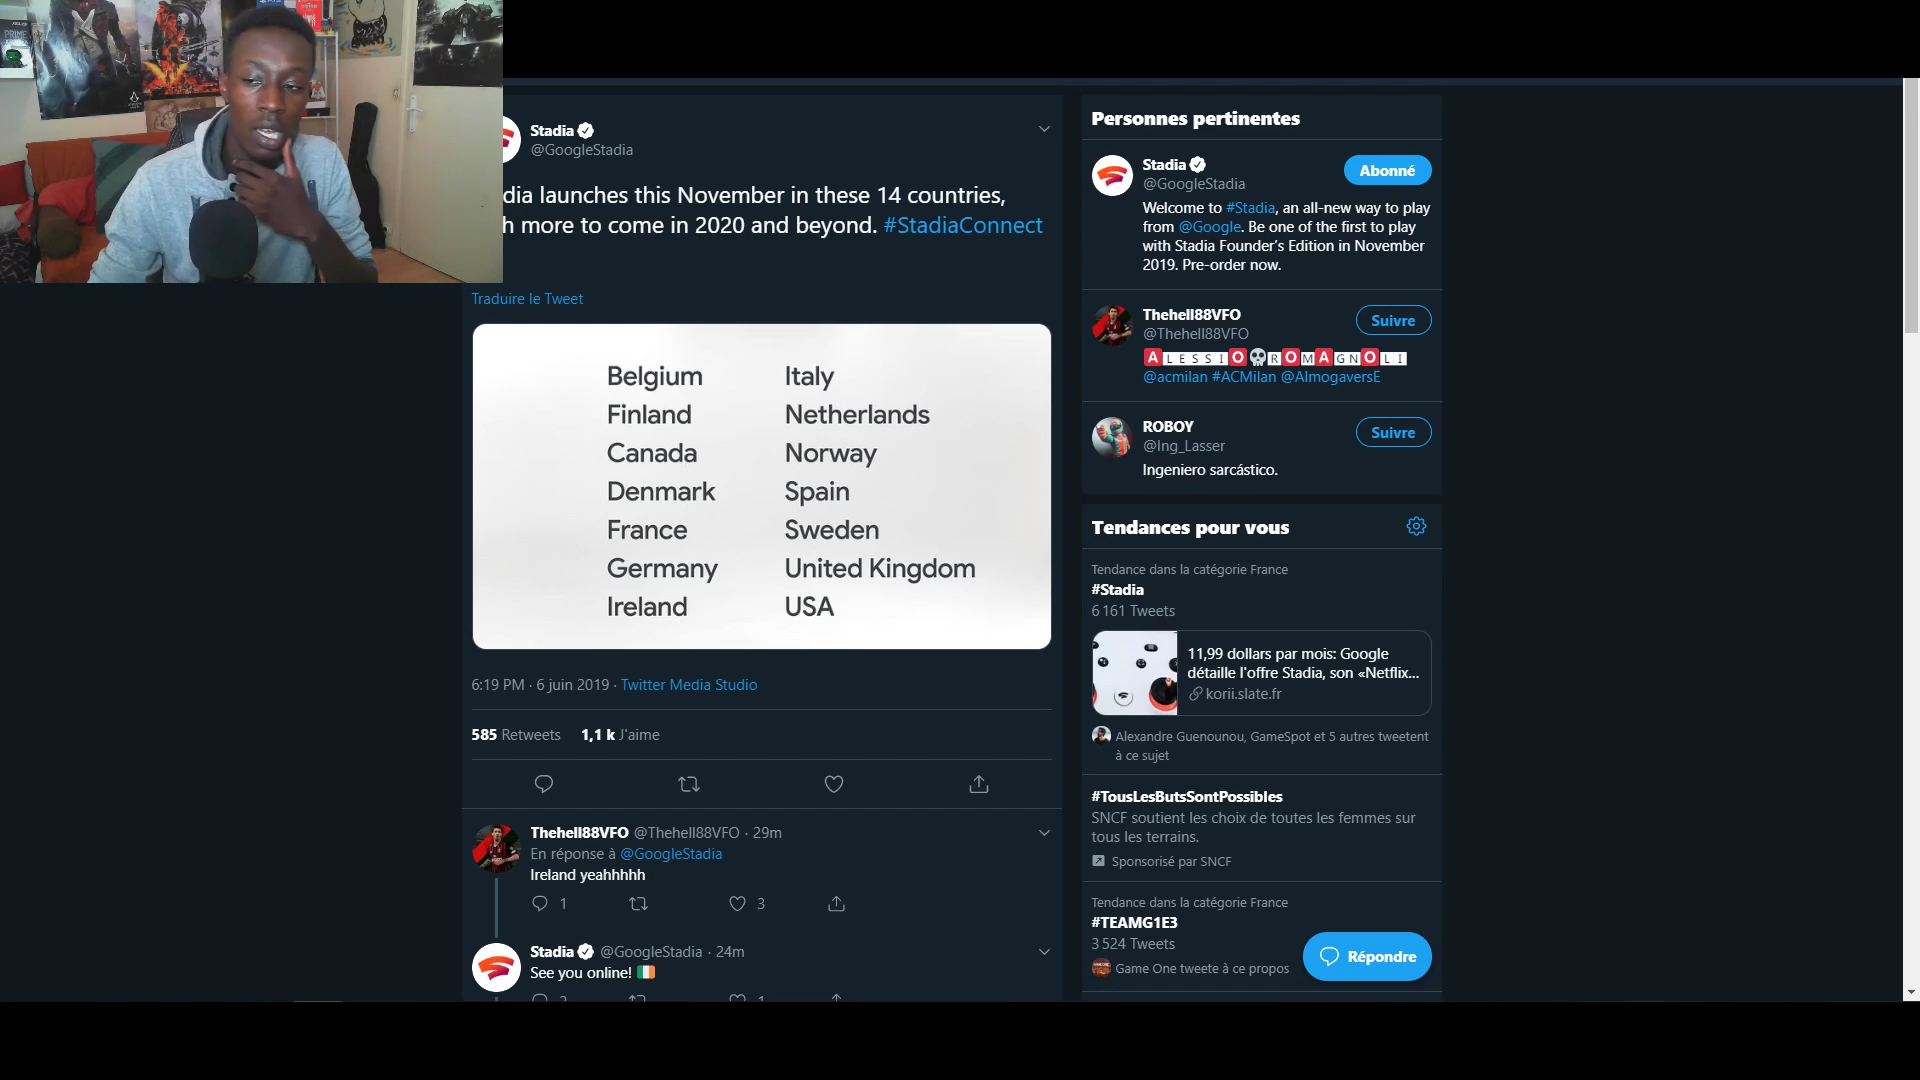 PRIME
Stadia
@GoogleStadia
dia launches this November in these 14 countries,
h more to come in 2020 and beyond. #StadiaConnect
Traduire le Tweet
Belgium
Finland
Canada
Denmark
France
Germany
Ireland
Italy
Netherlands
Norway
Spain
Sweden
United Kingdom
USA
6:19 PM · 6 juin 2019 · Twitter Media Studio
585 Retweets 1,1 k J'aime
Thehell88VFO @Thehell88VFO · 29m
En réponse à @GoogleStadia
Ireland yeahhhhh
1 3
Stadia @GoogleStadia · 24m
See you online!
Personnes pertinentes
Stadia
@GoogleStadia
Abonné
Welcome to #Stadia, an all-new way to play
from @Google. Be one of the first to play
with Stadia Founder's Edition in November
2019. Pre-order now.
Thehell88VFO
@Thehell88VFO
Suivre
ALESSIO ROMAGNOLI
@acmilan #ACMilan @AlmogaversE
ROBOY
@Ing_Lasser
Suivre
Ingeniero sarcástico.
Tendances pour vous
Tendance dans la catégorie France
#Stadia
6 161 Tweets
11,99 dollars par mois: Google
détaille l'offre Stadia, son «Netflix...
korii.slate.fr
Alexandre Guenounou, GameSpot et 5 autres tweetent
à ce sujet
#TousLesButsSontPossibles
SNCF soutient les choix de toutes les femmes sur
tous les terrains.
Sponsorisé par SNCF
Tendance dans la catégorie France
#TEAMG1E3
3 524 Tweets
Game One tweete à ce propos
Répondre